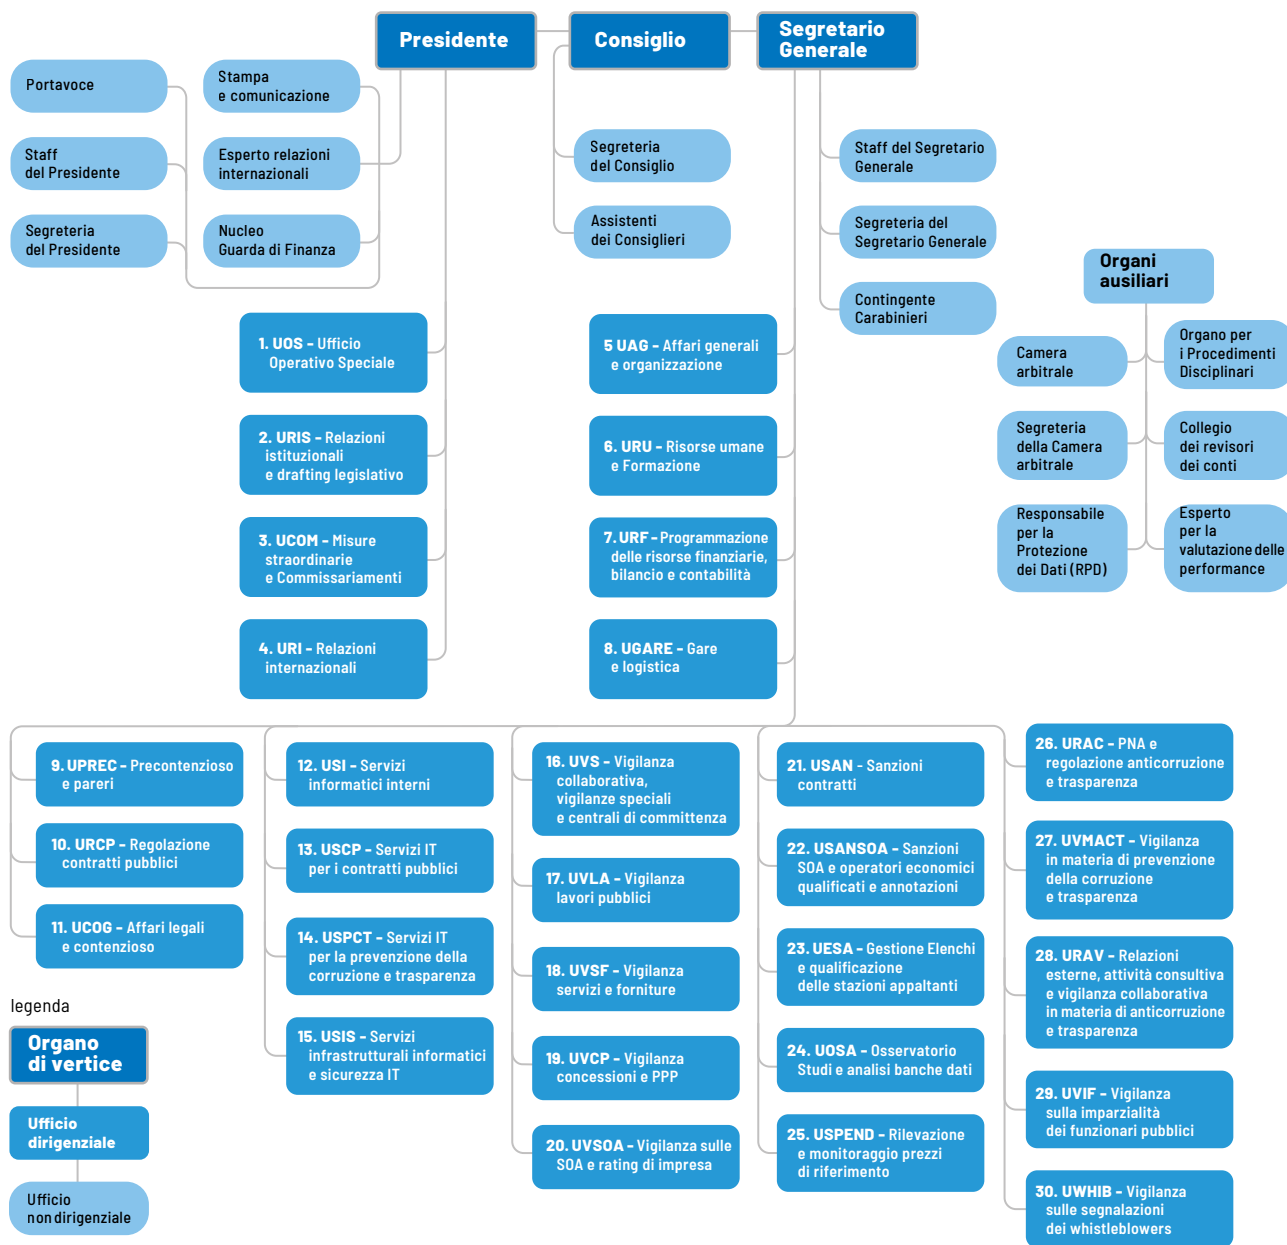 Presidente
Consiglio
Segretario
Generale
Portavoce
Stampa
e comunicazione
Staff
del Presidente
Esperto relazioni
internazionali
Segreteria
del Presidente
Nucleo
Guarda di Finanza
Segreteria
del Consiglio
Assistenti
dei Consiglieri
Staff del Segretario
Generale
Segreteria del
Segretario Generale
Contingente
Carabinieri
Organi
ausiliari
Camera
arbitrale
Organo per
i Procedimenti
Disciplinari
Segreteria
della Camera
arbitrale
Collegio
dei revisori
dei conti
Responsabile
per la
Protezione
dei Dati (RPD)
Esperto
per la
valutazione delle
performance
1. UOS - Ufficio
Operativo Speciale
2. URIS - Relazioni
istituzionali
e drafting legislativo
3. UCOM - Misure
straordinarie
e Commissariamenti
4. URI - Relazioni
internazionali
5 UAG - Affari generali
e organizzazione
6. URU - Risorse umane
e Formazione
7. URF - Programmazione
delle risorse finanziarie,
bilancio e contabilità
8. UGARE - Gare
e logistica
9. UPREC - Precontenzioso
e pareri
10. URCP - Regolazione
contratti pubblici
11. UCOG - Affari legali
e contenzioso
12. USI - Servizi
informatici interni
13. USCP - Servizi IT
per i contratti pubblici
14. USPCT - Servizi IT
per la prevenzione della
corruzione e trasparenza
15. USIS - Servizi
infrastrutturali informatici
e sicurezza IT
16. UVS - Vigilanza
collaborativa,
vigilanze speciali
e centrali di committenza
17. UVLA - Vigilanza
lavori pubblici
18. UVSF - Vigilanza
servizi e forniture
19. UVCP - Vigilanza
concessioni e PPP
20. UVSOA - Vigilanza sulle
SOA e rating di impresa
21. USAN - Sanzioni
contratti
22. USANSOA - Sanzioni
SOA e operatori economici
qualificati e annotazioni
23. UESA - Gestione Elenchi
e qualificazione
delle stazioni appaltanti
24. UOSA - Osservatorio
Studi e analisi banche dati
25. USPEND - Rilevazione
e monitoraggio prezzi
di riferimento
26. URAC - PNA e
regolazione anticorruzione
e trasparenza
27. UVMACT - Vigilanza
in materia di prevenzione
della corruzione
e trasparenza
28. URAV - Relazioni
esterne, attività consultiva
e vigilanza collaborativa
in materia di anticorruzione
e trasparenza
29. UVIF - Vigilanza
sulla imparzialità
dei funzionari pubblici
30. UWHIB - Vigilanza
sulle segnalazioni
dei whistleblowers
legenda
Organo
di vertice
Ufficio
dirigenziale
Ufficio
non dirigenziale